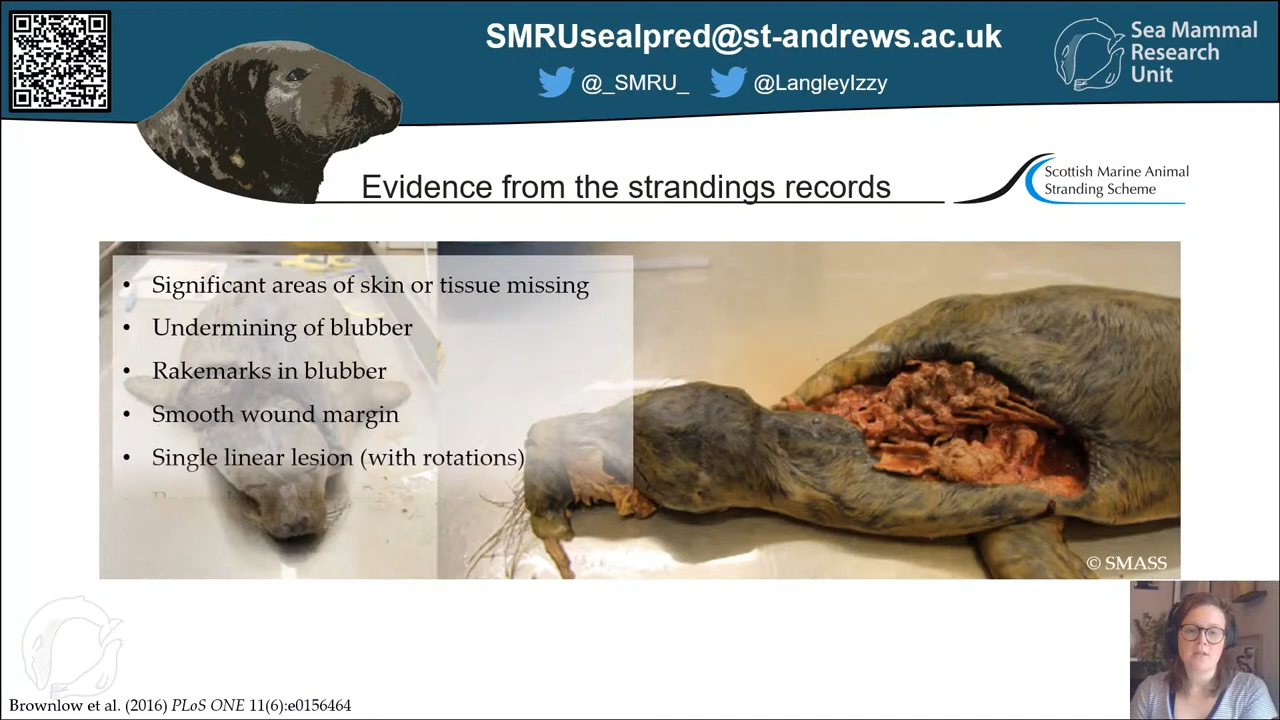 SMRUsealpred@st-andrews.ac.uk
@_SMRU_ @LangleyIzzy
Sea Mammal
Research
Unit
Evidence from the strandings records
Scottish Marine Animal
Stranding Scheme
• Significant areas of skin or tissue missing
• Undermining of blubber
• Rakemarks in blubber
• Smooth wound margin
• Single linear lesion (with rotations)
© SMASS
Brownlow et al. (2016) PLoS ONE 11(6):e0156464